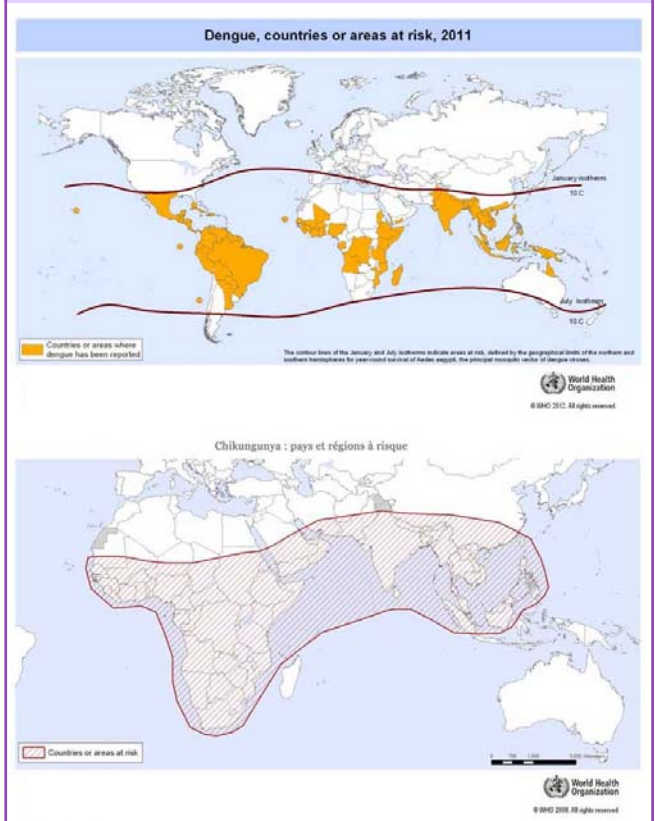 Dengue, countries or areas at risk, 2011
January isotherm
10.C
July isotherm
10.C
Countries or areas where
dengue has been reported
The contour lines of the January and July isotherms indicate areas at risk, defined by the geographical limits of the northern and
southern hemispheres for year-round survival of Aedes aegypti, the principal mosquito vector of dengue viruses.
World Health
Organization
© WHO 2012. All rights reserved.
Chikungunya : pays et régions à risque
Countries or areas at risk
World Health
Organization
© WHO 2008. All rights reserved